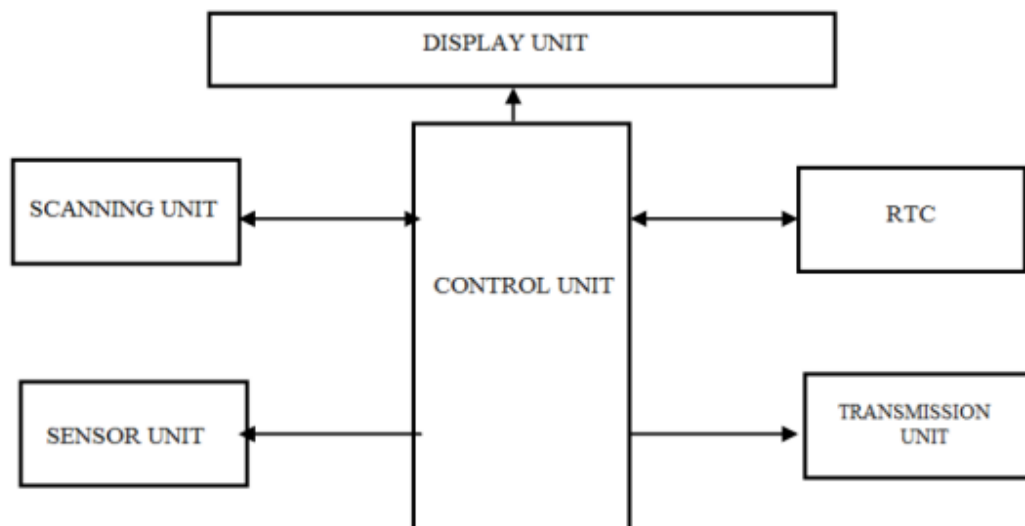 DISPLAY UNIT
SCANNING UNIT
RTC
CONTROL UNIT
SENSOR UNIT
TRANSMISSION
UNIT